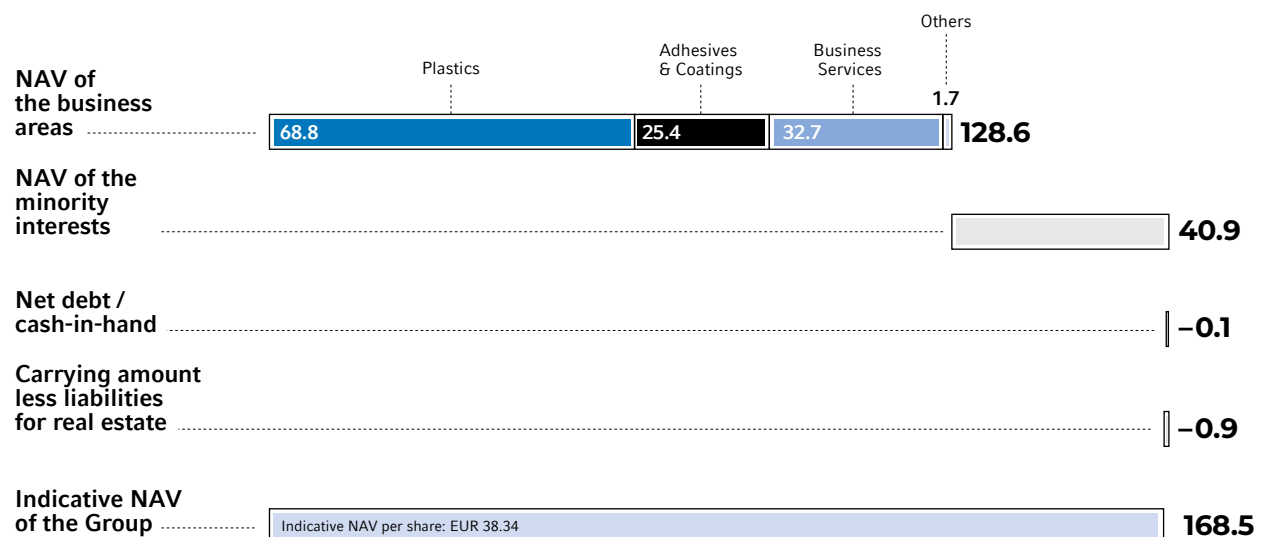 Others
Adhesives
& Coatings
Business
Services
Plastics
NAV of
the business
areas
1.7
68.8
25.4
32.7
128.6
NAV of the
minority
interests
40.9
Net debt /
cash-in-hand
–0.1
Carrying amount
less liabilities
for real estate
–0.9
Indicative NAV
of the Group
Indicative NAV per share: EUR 38.34
168.5